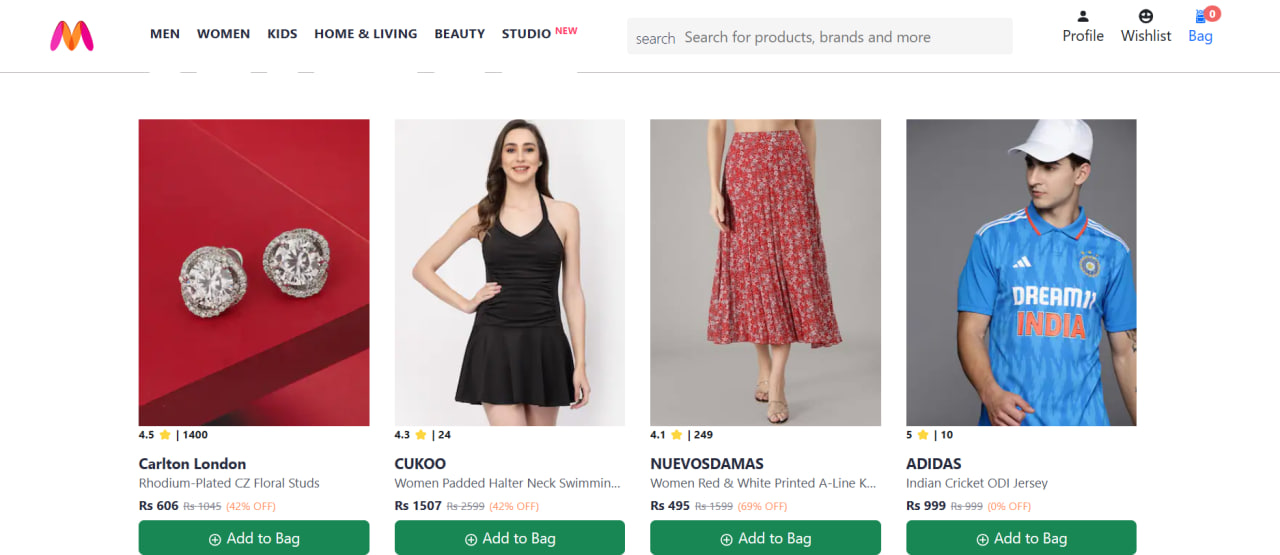 MEN WOMEN KIDS HOME & LIVING BEAUTY STUDIO NEW
search Search for products, brands and more
Profile Wishlist Bag 0
DREAM11
INDIA
4.5 ⭐ | 1400
Carlton London
Rhodium-Plated CZ Floral Studs
Rs 606 Rs 1045 (42% OFF)
Add to Bag
4.3 ⭐ | 24
CUKOO
Women Padded Halter Neck Swimmin...
Rs 1507 Rs 2599 (42% OFF)
Add to Bag
4.1 ⭐ | 249
NUEVOSDAMAS
Women Red & White Printed A-Line K...
Rs 495 Rs 1599 (69% OFF)
Add to Bag
5 ⭐ | 10
ADIDAS
Indian Cricket ODI Jersey
Rs 999 Rs 999 (0% OFF)
Add to Bag